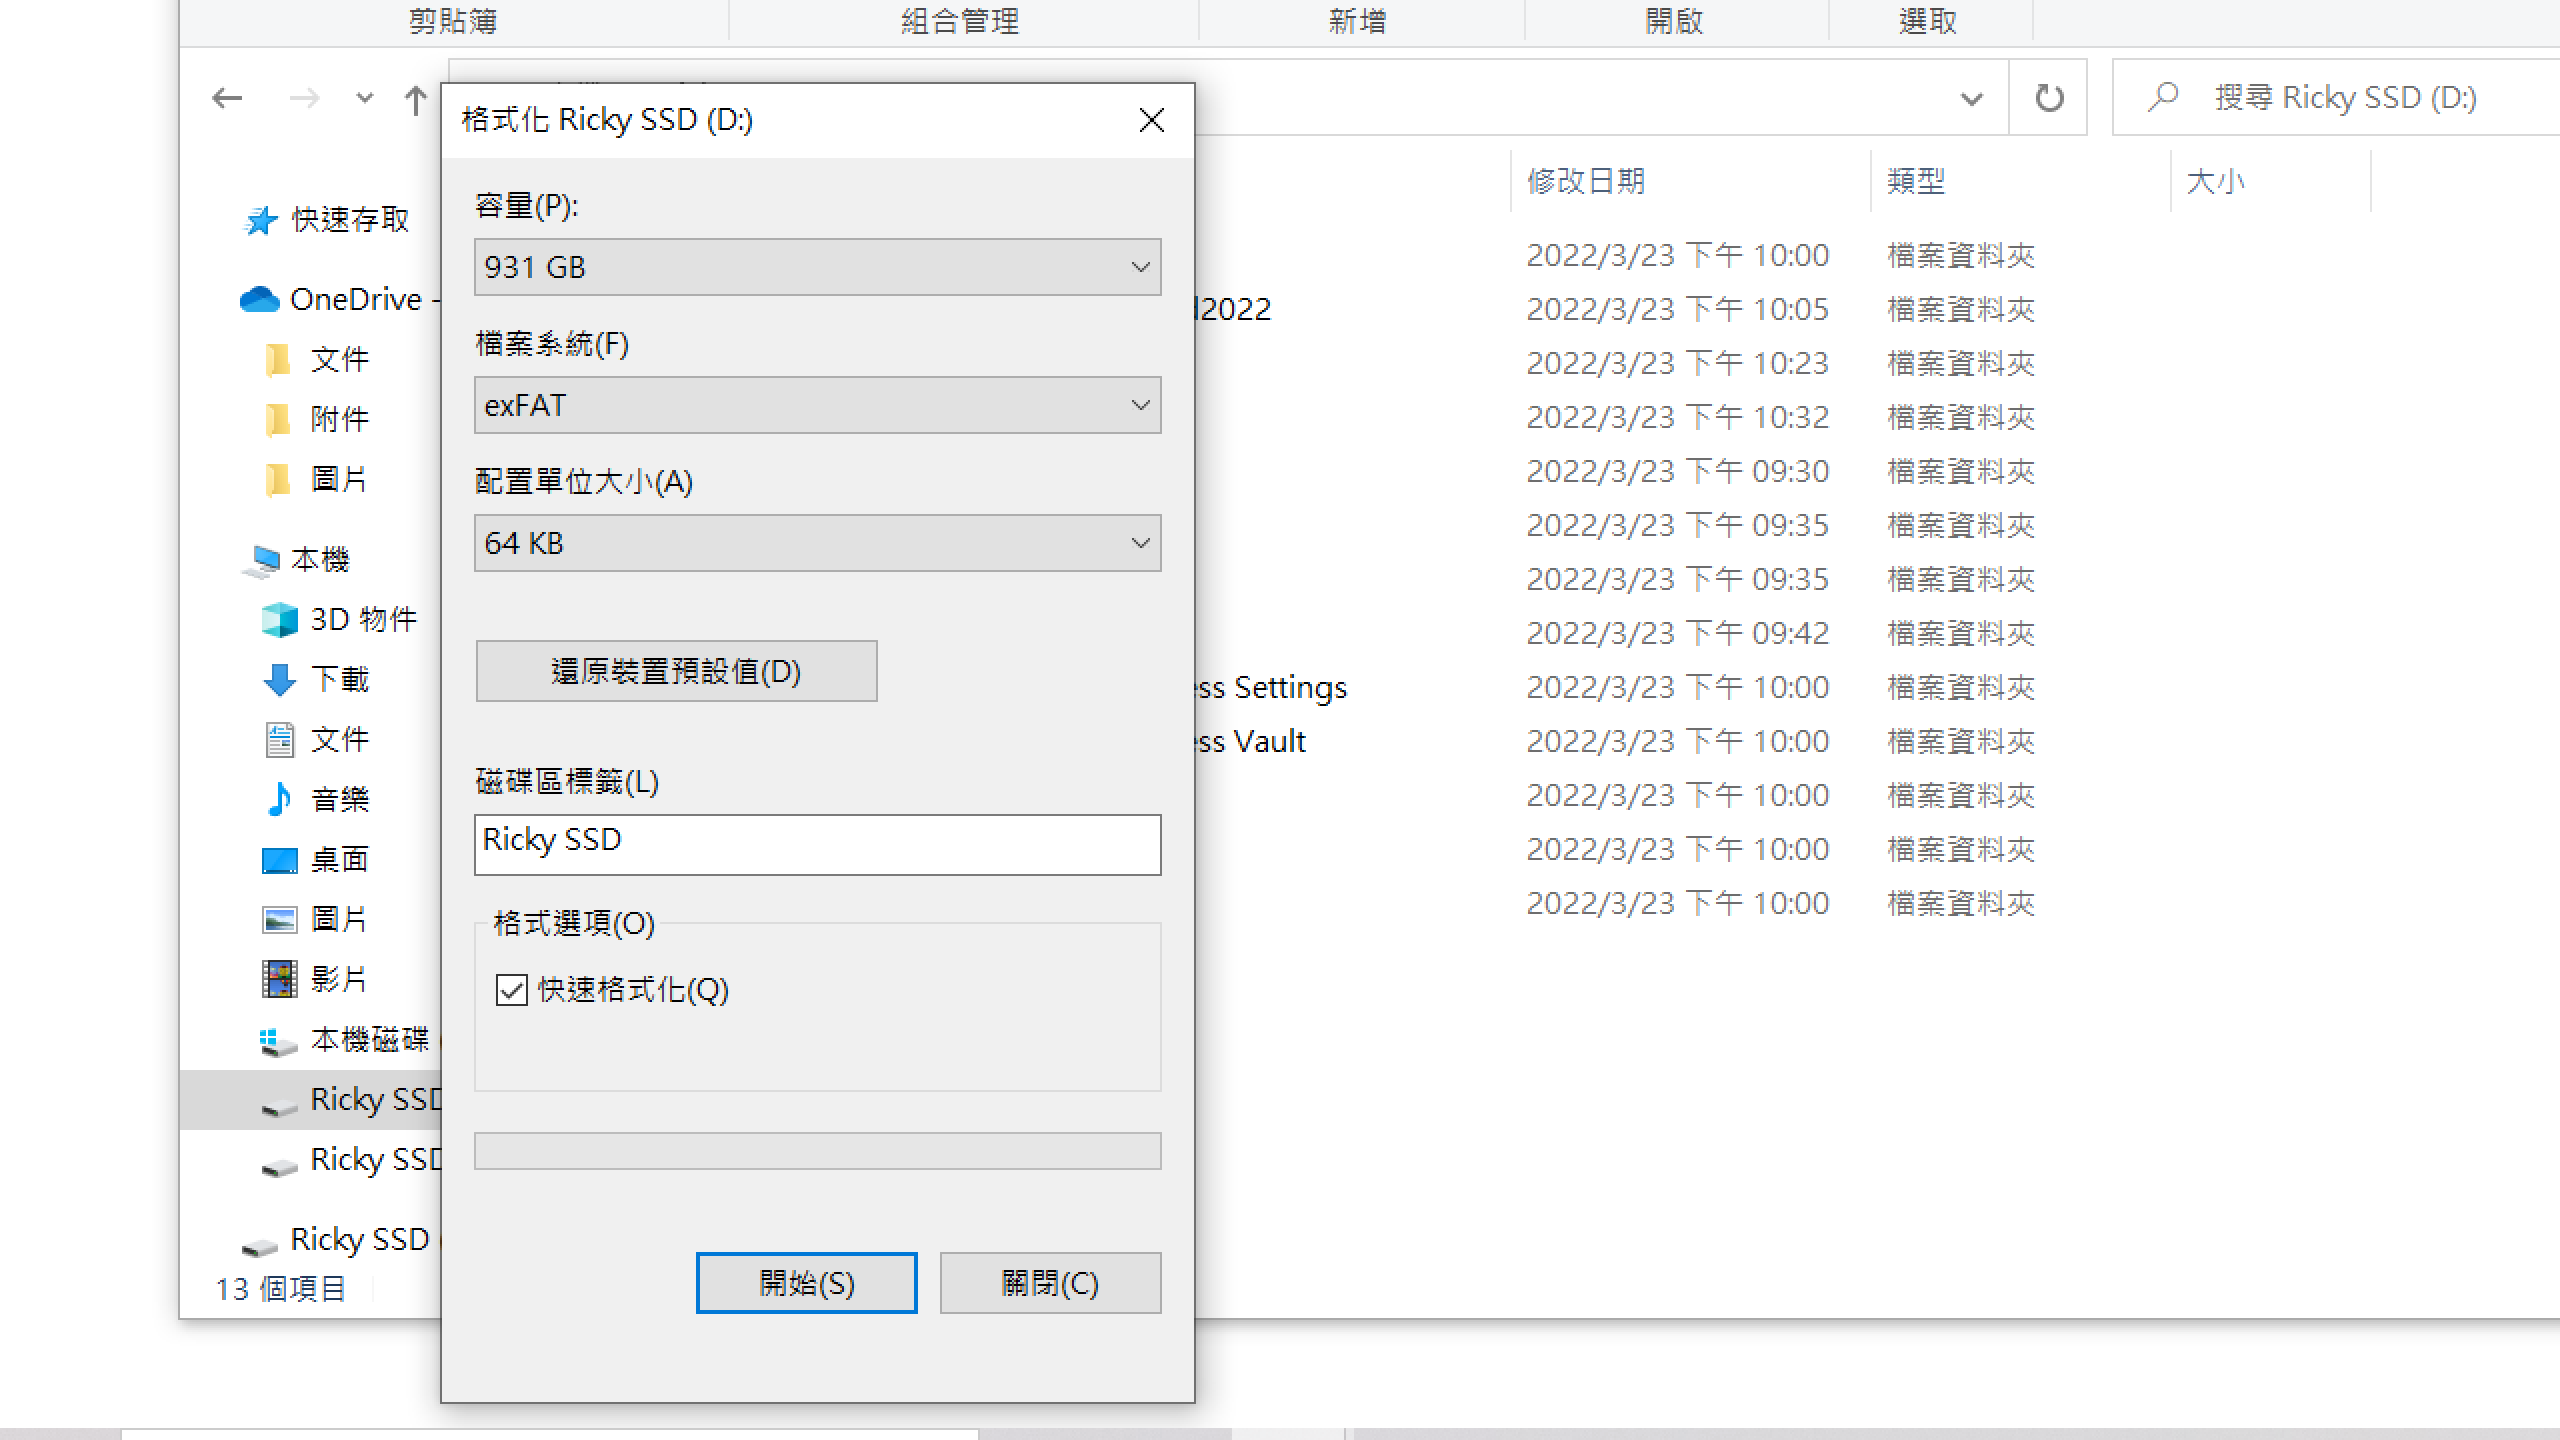 剪貼簿
組合管理
新增
開啟
選取
搜尋 Ricky SSD (D:)
修改日期
類型
大小
快速存取
OneDrive -
文件
附件
圖片
本機
3D 物件
下載
文件
音樂
桌面
圖片
影片
本機磁碟
Ricky SSD
Ricky SSD
Ricky SSD
13 個項目
格式化 Ricky SSD (D:)
容量(P):
931 GB
檔案系統(F)
exFAT
配置單位大小(A)
64 KB
還原裝置預設值(D)
磁碟區標籤(L)
Ricky SSD
格式選項(O)
快速格式化(Q)
開始(S)
關閉(C)
2022/3/23 下午 10:00 檔案資料夾
2022 2022/3/23 下午 10:05 檔案資料夾
2022/3/23 下午 10:23 檔案資料夾
2022/3/23 下午 10:32 檔案資料夾
2022/3/23 下午 09:30 檔案資料夾
2022/3/23 下午 09:35 檔案資料夾
2022/3/23 下午 09:35 檔案資料夾
2022/3/23 下午 09:42 檔案資料夾
ess Settings 2022/3/23 下午 10:00 檔案資料夾
ess Vault 2022/3/23 下午 10:00 檔案資料夾
2022/3/23 下午 10:00 檔案資料夾
2022/3/23 下午 10:00 檔案資料夾
2022/3/23 下午 10:00 檔案資料夾